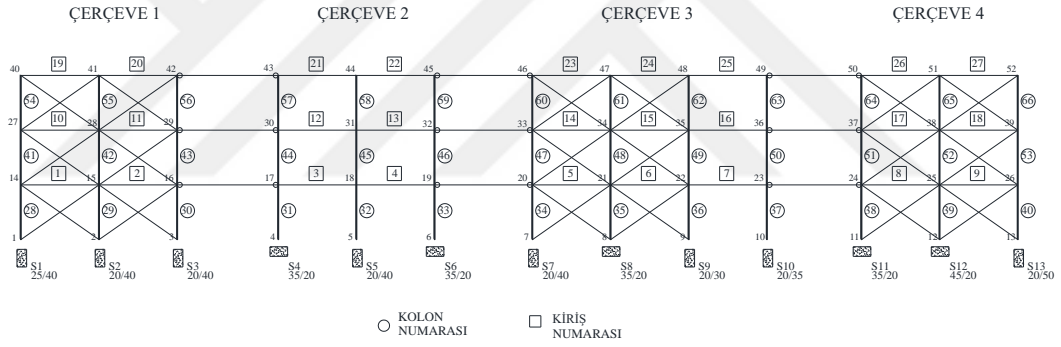 ÇERÇEVE 1 ÇERÇEVE 2 ÇERÇEVE 3 ÇERÇEVE 4
40 19 41 20 42 43 21 44 22 45 46 23 47 24 48 25 49 50 26 51 27 52
54 55 56 57 58 59 60 61 62 63 64 65 66
27 10 28 11 29 30 12 31 13 32 33 14 34 15 35 16 36 37 17 38 18 39
41 42 43 44 45 46 47 48 49 50 51 52 53
14 1 15 2 16 17 3 18 4 19 20 5 21 6 22 7 23 24 8 25 9 26
28 29 30 31 32 33 34 35 36 37 38 39 40
1 2 3 4 5 6 7 8 9 10 11 12 13
S1 S2 S3 S4 S5 S6 S7 S8 S9 S10 S11 S12 S13
25/40 20/40 20/40 35/20 20/40 35/20 20/40 35/20 20/30 20/35 35/20 45/20 20/50
KOLON KİRİŞ
NUMARASI NUMARASI